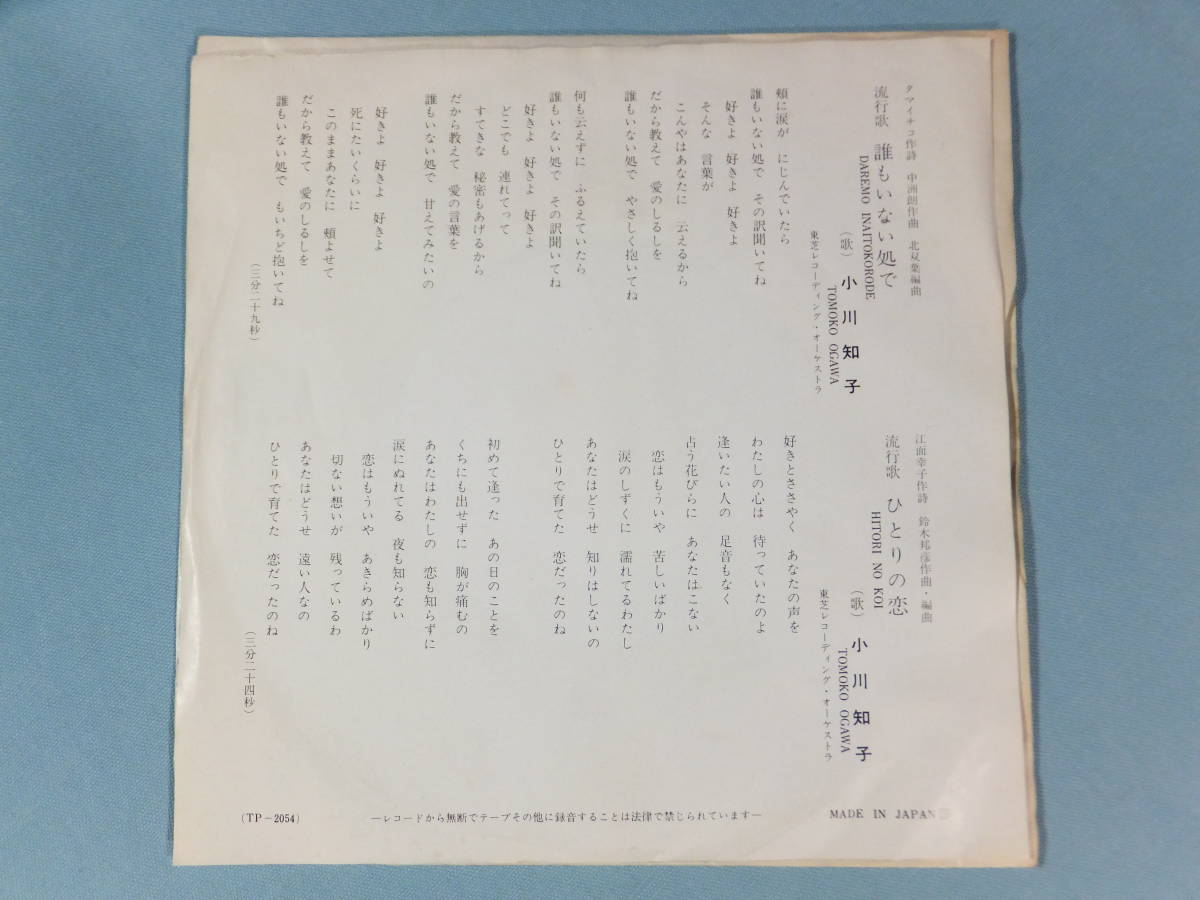 タマイチコ作詩 中洲朗作曲 北双葉編曲
流行歌 誰もいない処で
DAREMO INAITOKORODE
(歌) 小川知子
TOMOKO OGAWA
東芝レコーディング・オーケストラ
頬に涙が にじんでいたら
誰もいない処で その訳聞いてね
好きよ 好きよ 好きよ
そんな 言葉が
こんやはあなたに 云えるから
だから教えて 愛のしるしを
誰もいない処で やさしく抱いてね
何も云えずに ふるえていたら
誰もいない処で その訳聞いてね
好きよ 好きよ 好きよ
どこでも 連れてって
すてきな 秘密もあげるから
だから教えて 愛の言葉を
誰もいない処で 甘えてみたいの
好きよ 好きよ 好きよ
死にたいくらいに
このままあなたに 頬よせて
だから教えて 愛のしるしを
誰もいない処で もいちど抱いてね
(三分二十九秒)
江面幸子作詩 鈴木邦彦作曲・編曲
流行歌 ひとりの恋
HITORI NO KOI
(歌) 小川知子
TOMOKO OGAWA
東芝レコーディング・オーケストラ
好きとささやく あなたの声を
わたしの心は 待っていたのよ
逢いたい人の 足音もなく
占う花びらに あなたはこない
恋はもういや 苦しいばかり
涙のしずくに 濡れてるわたし
あなたはどうせ 知りはしないの
ひとりで育てた 恋だったのね
初めて逢った あの日のことを
くちにも出せずに 胸が痛むの
あなたはわたしの 恋も知らずに
涙にぬれてる 夜も知らない
恋はもういや あきらめばかり
切ない想いが 残っているわ
あなたはどうせ 遠い人なの
ひとりで育てた 恋だったのね
(三分二十四秒)
(TP-2054)
―レコードから無断でテープその他に録音することは法律で禁じられています―
MADE IN JAPAN